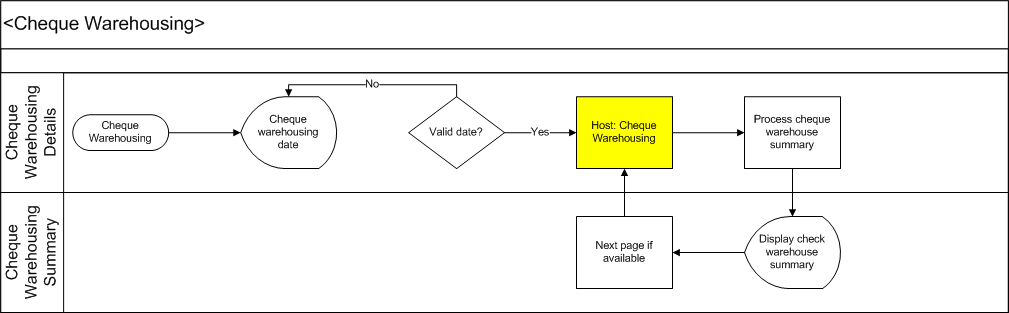 <Cheque Warehousing>
Cheque
Warehousing
Details
Cheque
Warehousing
Cheque
warehousing
date
No
Valid date?
Yes
Host: Cheque
Warehousing
Process cheque
warehouse
summary
Cheque
Warehousing
Summary
Next page if
available
Display check
warehouse
summary